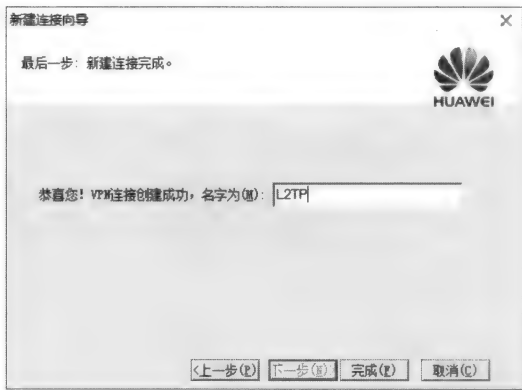 新建连接向导
最后一步：新建连接完成。
HUAWEI
恭喜您！VPN连接创建成功，名字为(M)：L2TP
<上一步(P) 下一步(N) 完成(F) 取消(C)